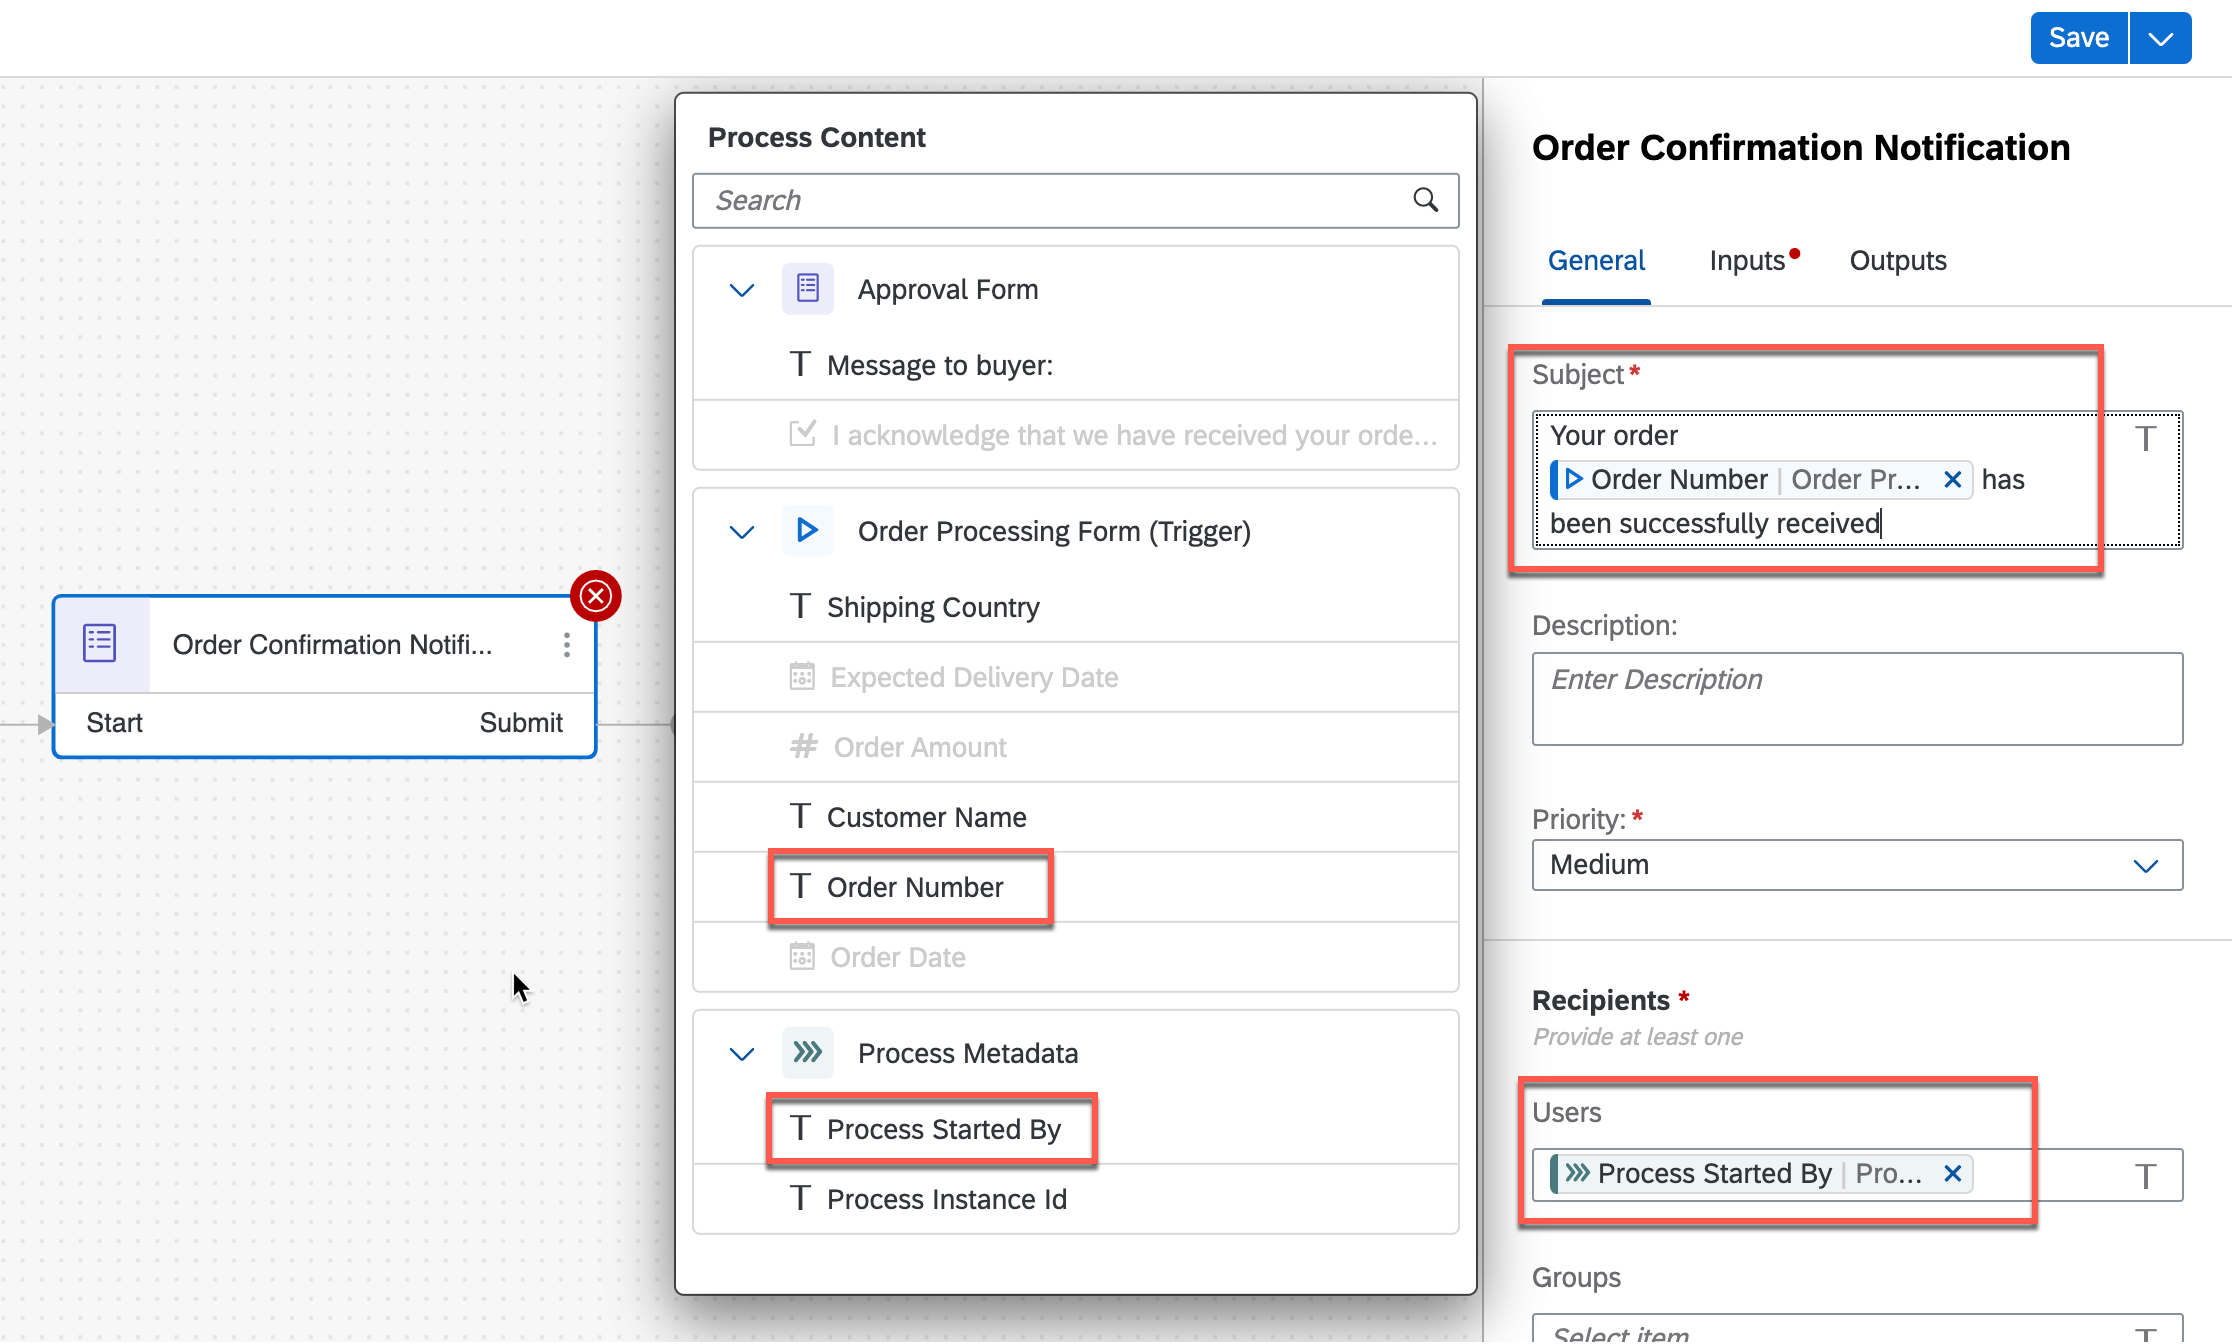 Save
Process Content
Search
Approval Form
T Message to buyer:
I acknowledge that we have received your orde...
Order Processing Form (Trigger)
T Shipping Country
Expected Delivery Date
# Order Amount
T Customer Name
T Order Number
Order Date
Process Metadata
T Process Started By
T Process Instance Id
Order Confirmation Notifi...
Start Submit
Order Confirmation Notification
General Inputs Outputs
Subject*
Your order
Order Number | Order Pr... × has
been successfully received
T
Description:
Enter Description
Priority: *
Medium
Recipients *
Provide at least one
Users
Process Started By | Pro... ×
T
Groups
Select item
T